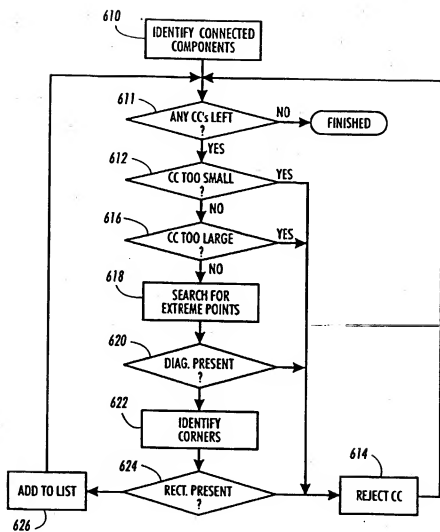 610
IDENTIFY CONNECTED
COMPONENTS
611
ANY CC's LEFT
?
NO
FINISHED
YES
612
CC TOO SMALL
?
YES
NO
616
CC TOO LARGE
?
YES
NO
618
SEARCH FOR
EXTREME POINTS
620
DIAG. PRESENT
?
622
IDENTIFY
CORNERS
624
RECT. PRESENT
?
614
REJECT CC
ADD TO LIST
626